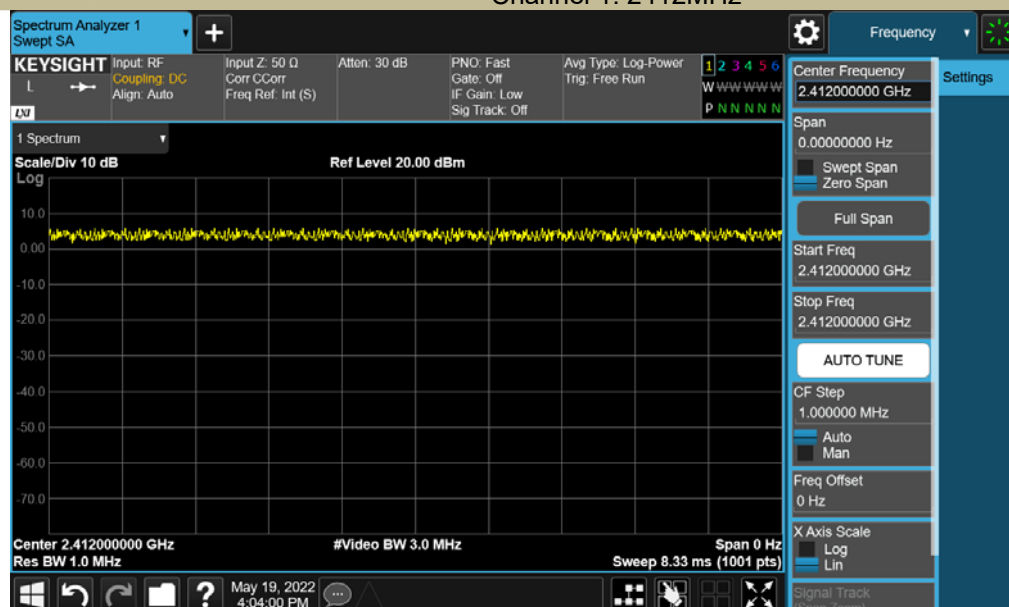 Channel 1: 2412MHz
Spectrum Analyzer 1
Swept SA
Frequency
KEYSIGHT
L
LXI
Input: RF
Coupling: DC
Align: Auto
Input Z: 50 Ω
Corr CCorr
Freq Ref: Int (S)
Atten: 30 dB
PNO: Fast
Gate: Off
IF Gain: Low
Sig Track: Off
Avg Type: Log-Power
Trig: Free Run
1 2 3 4 5 6
W W W W W W
P N N N N N
Settings
Center Frequency
2.412000000 GHz
Span
0.00000000 Hz
Swept Span
Zero Span
Full Span
Start Freq
2.412000000 GHz
Stop Freq
2.412000000 GHz
AUTO TUNE
CF Step
1.000000 MHz
Auto
Man
Freq Offset
0 Hz
X Axis Scale
Log
Lin
Signal Track
1 Spectrum
Scale/Div 10 dB
Ref Level 20.00 dBm
Log
10.0
0.00
-10.0
-20.0
-30.0
-40.0
-50.0
-60.0
-70.0
Center 2.412000000 GHz
#Video BW 3.0 MHz
Span 0 Hz
Res BW 1.0 MHz
Sweep 8.33 ms (1001 pts)
May 19, 2022
4:04:00 PM